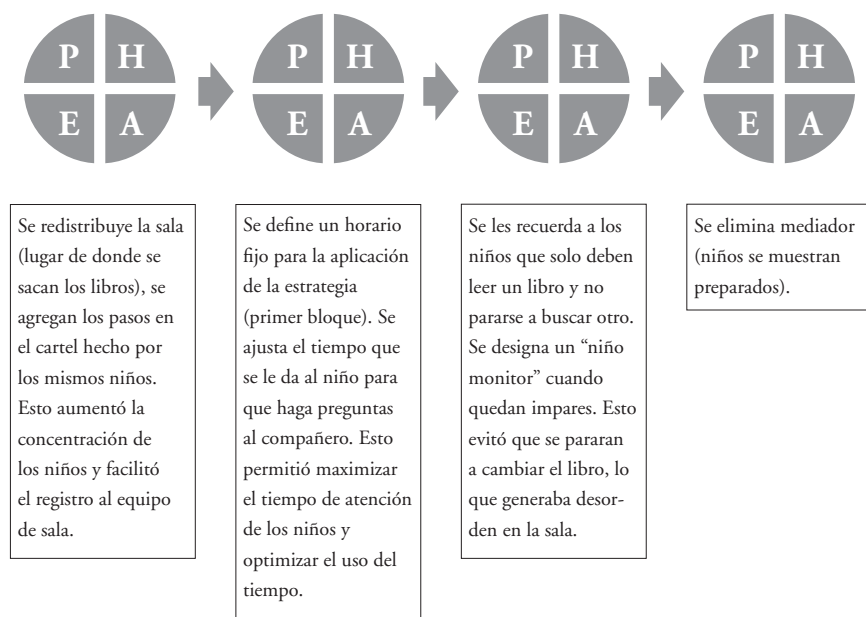 P H
E A
P H
E A
P H
E A
P H
E A
Se redistribuye la sala
(lugar de donde se
sacan los libros), se
agregan los pasos en
el cartel hecho por
los mismos niños.
Esto aumentó la
concentración de
los niños y facilitó
el registro al equipo
de sala.
Se define un horario
fijo para la aplicación
de la estrategia
(primer bloque). Se
ajusta el tiempo que
se le da al niño para
que haga preguntas
al compañero. Esto
permitió maximizar
el tiempo de atención
de los niños y
optimizar el uso del
tiempo.
Se les recuerda a los
niños que solo deben
leer un libro y no
pararse a buscar otro.
Se designa un “niño
monitor” cuando
quedan impares. Esto
evitó que se pararan
a cambiar el libro, lo
que generaba desor-
den en la sala.
Se elimina mediador
(niños se muestran
preparados).